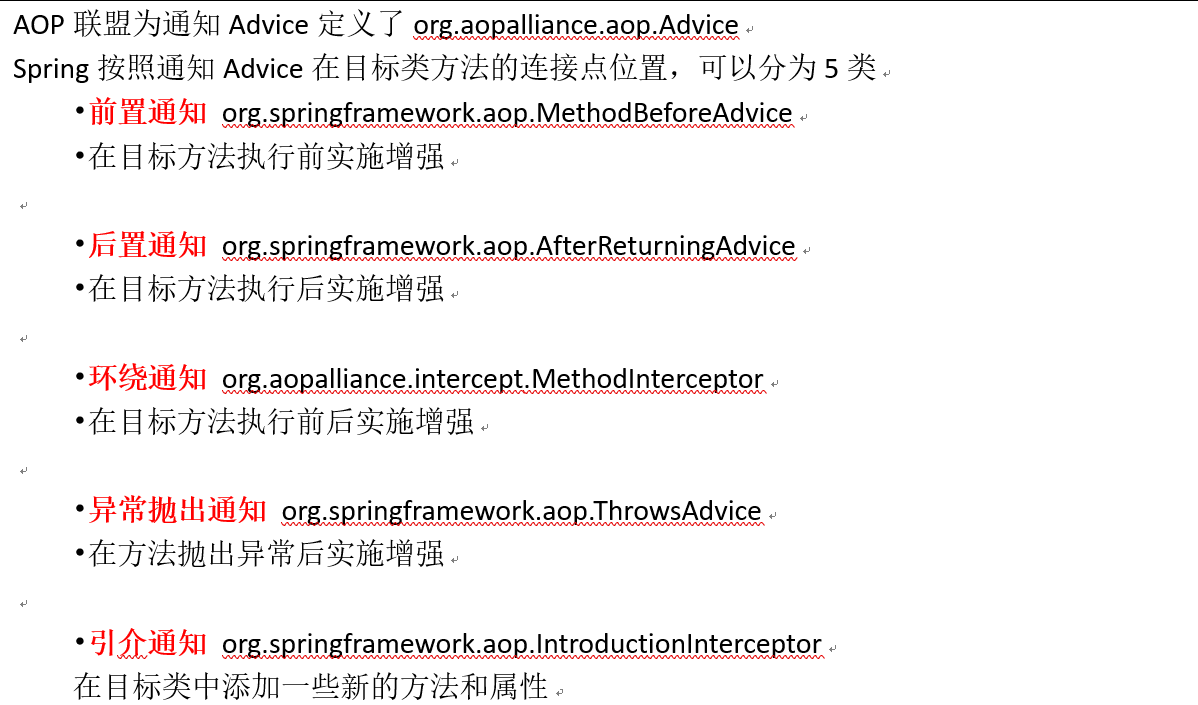 AOP 联盟为通知 Advice 定义了 org.aopalliance.aop.Advice
Spring 按照通知 Advice 在目标类方法的连接点位置，可以分为 5 类
•前置通知 org.springframework.aop.MethodBeforeAdvice
•在目标方法执行前实施增强
•后置通知 org.springframework.aop.AfterReturningAdvice
•在目标方法执行后实施增强
•环绕通知 org.aopalliance.intercept.MethodInterceptor
•在目标方法执行前后实施增强
•异常抛出通知 org.springframework.aop.ThrowsAdvice
•在方法抛出异常后实施增强
•引介通知 org.springframework.aop.IntroductionInterceptor
在目标类中添加一些新的方法和属性